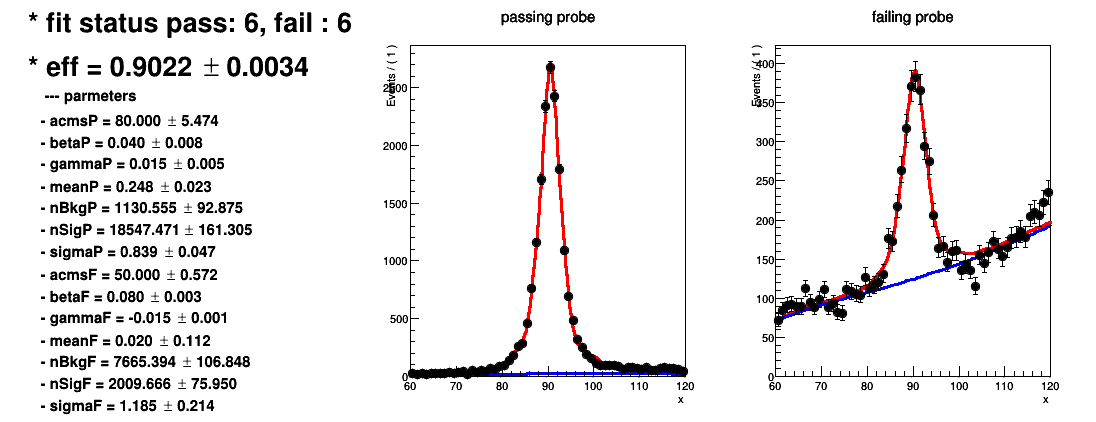 * fit status pass: 6, fail : 6
* eff = 0.9022 ± 0.0034
--- parmeters
- acmsP = 80.000 ± 5.474
- betaP = 0.040 ± 0.008
- gammaP = 0.015 ± 0.005
- meanP = 0.248 ± 0.023
- nBkgP = 1130.555 ± 92.875
- nSigP = 18547.471 ± 161.305
- sigmaP = 0.839 ± 0.047
- acmsF = 50.000 ± 0.572
- betaF = 0.080 ± 0.003
- gammaF = -0.015 ± 0.001
- meanF = 0.020 ± 0.112
- nBkgF = 7665.394 ± 106.848
- nSigF = 2009.666 ± 75.950
- sigmaF = 1.185 ± 0.214
passing probe
Events / ( 1 )
2500
2000
1500
1000
500
0
60 70 80 90 100 110 120
x
failing probe
Events / ( 1 )
400
350
300
250
200
150
100
50
0
60 70 80 90 100 110 120
x